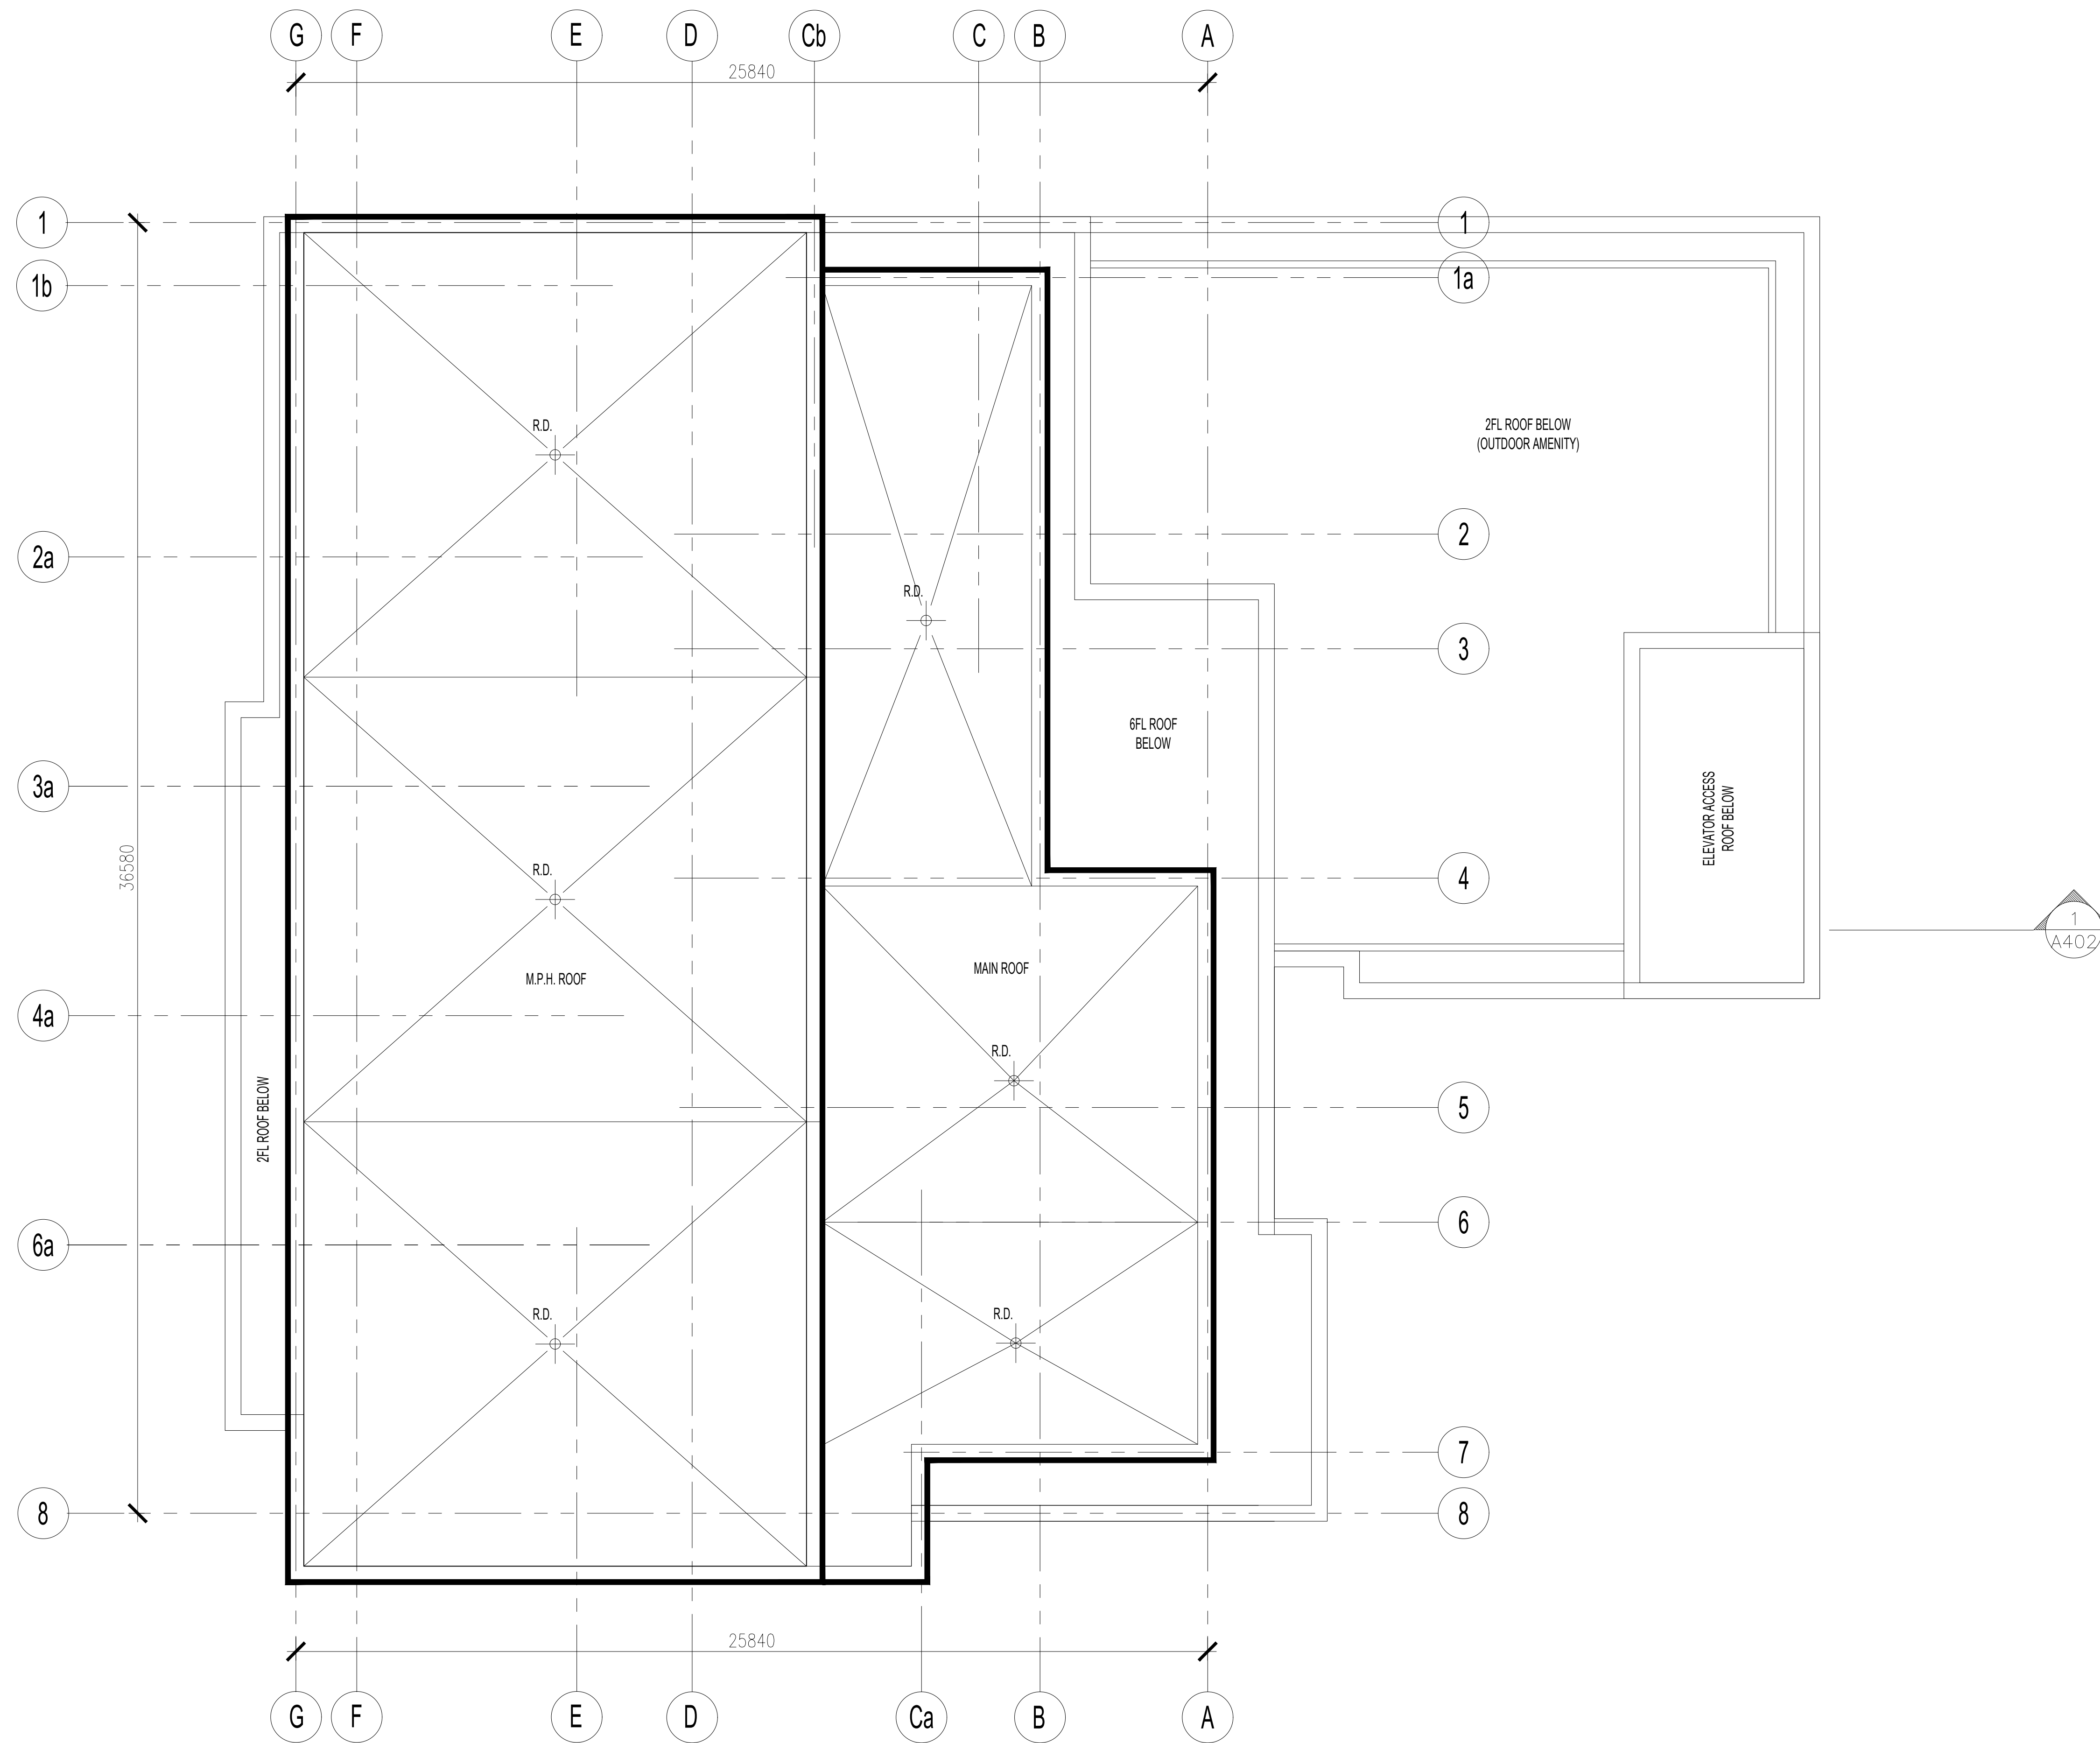 G
F
E
D
Cb
C
B
A
25840
1
1
1b
1a
R.D.
2FL ROOF BELOW
(OUTDOOR AMENITY)
2
2a
R.D.
3
6FL ROOF
BELOW
3a
ELEVATOR ACCESS
ROOF BELOW
36580
R.D.
4
1
A402
MAIN ROOF
M.P.H. ROOF
4a
R.D.
5
2FL ROOF BELOW
6
6a
R.D.
R.D.
7
8
8
25840
G
F
E
D
Ca
B
A